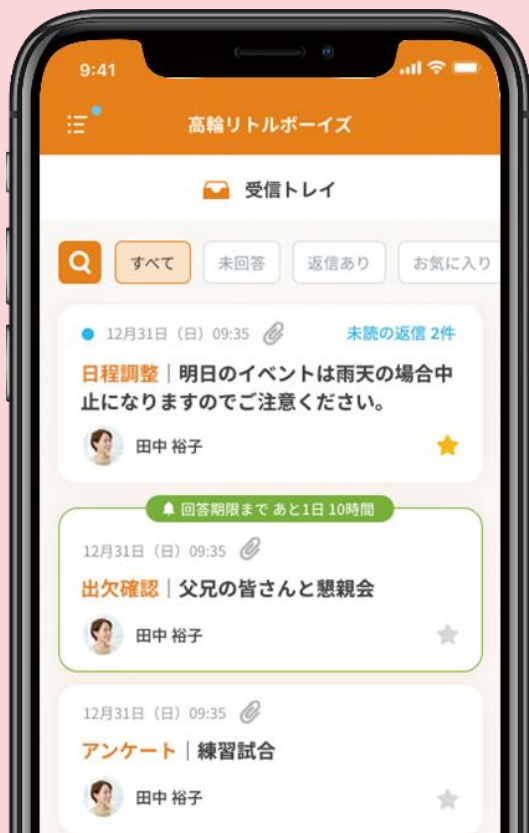 9:41
高輪リトルボーイズ
受信トレイ
すべて
未回答
返信あり
お気に入り
12月31日（日）09:35
未読の返信 2件
日程調整｜明日のイベントは雨天の場合中
止になりますのでご注意ください。
田中 裕子
回答期限まで あと1日 10時間
12月31日（日）09:35
出欠確認｜父兄の皆さんと懇親会
田中 裕子
12月31日（日）09:35
アンケート｜練習試合
田中 裕子